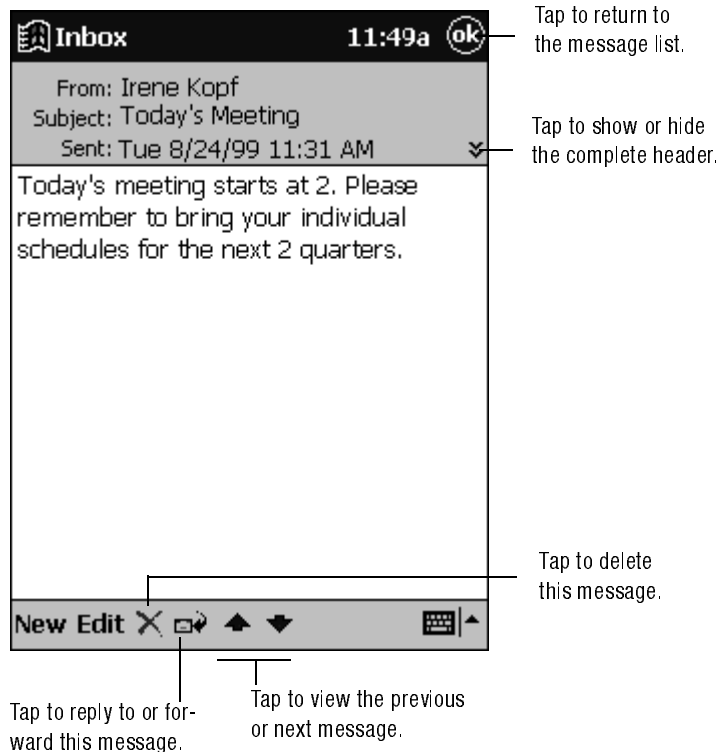 Tap to return to
the message list.
Inbox 11:49a ok
From: Irene Kopf
Subject: Today's Meeting
Sent: Tue 8/24/99 11:31 AM
Tap to show or hide
the complete header.
Today's meeting starts at 2. Please
remember to bring your individual
schedules for the next 2 quarters.
Tap to delete
this message.
New Edit
Tap to reply to or for-
ward this message.
Tap to view the previous
or next message.